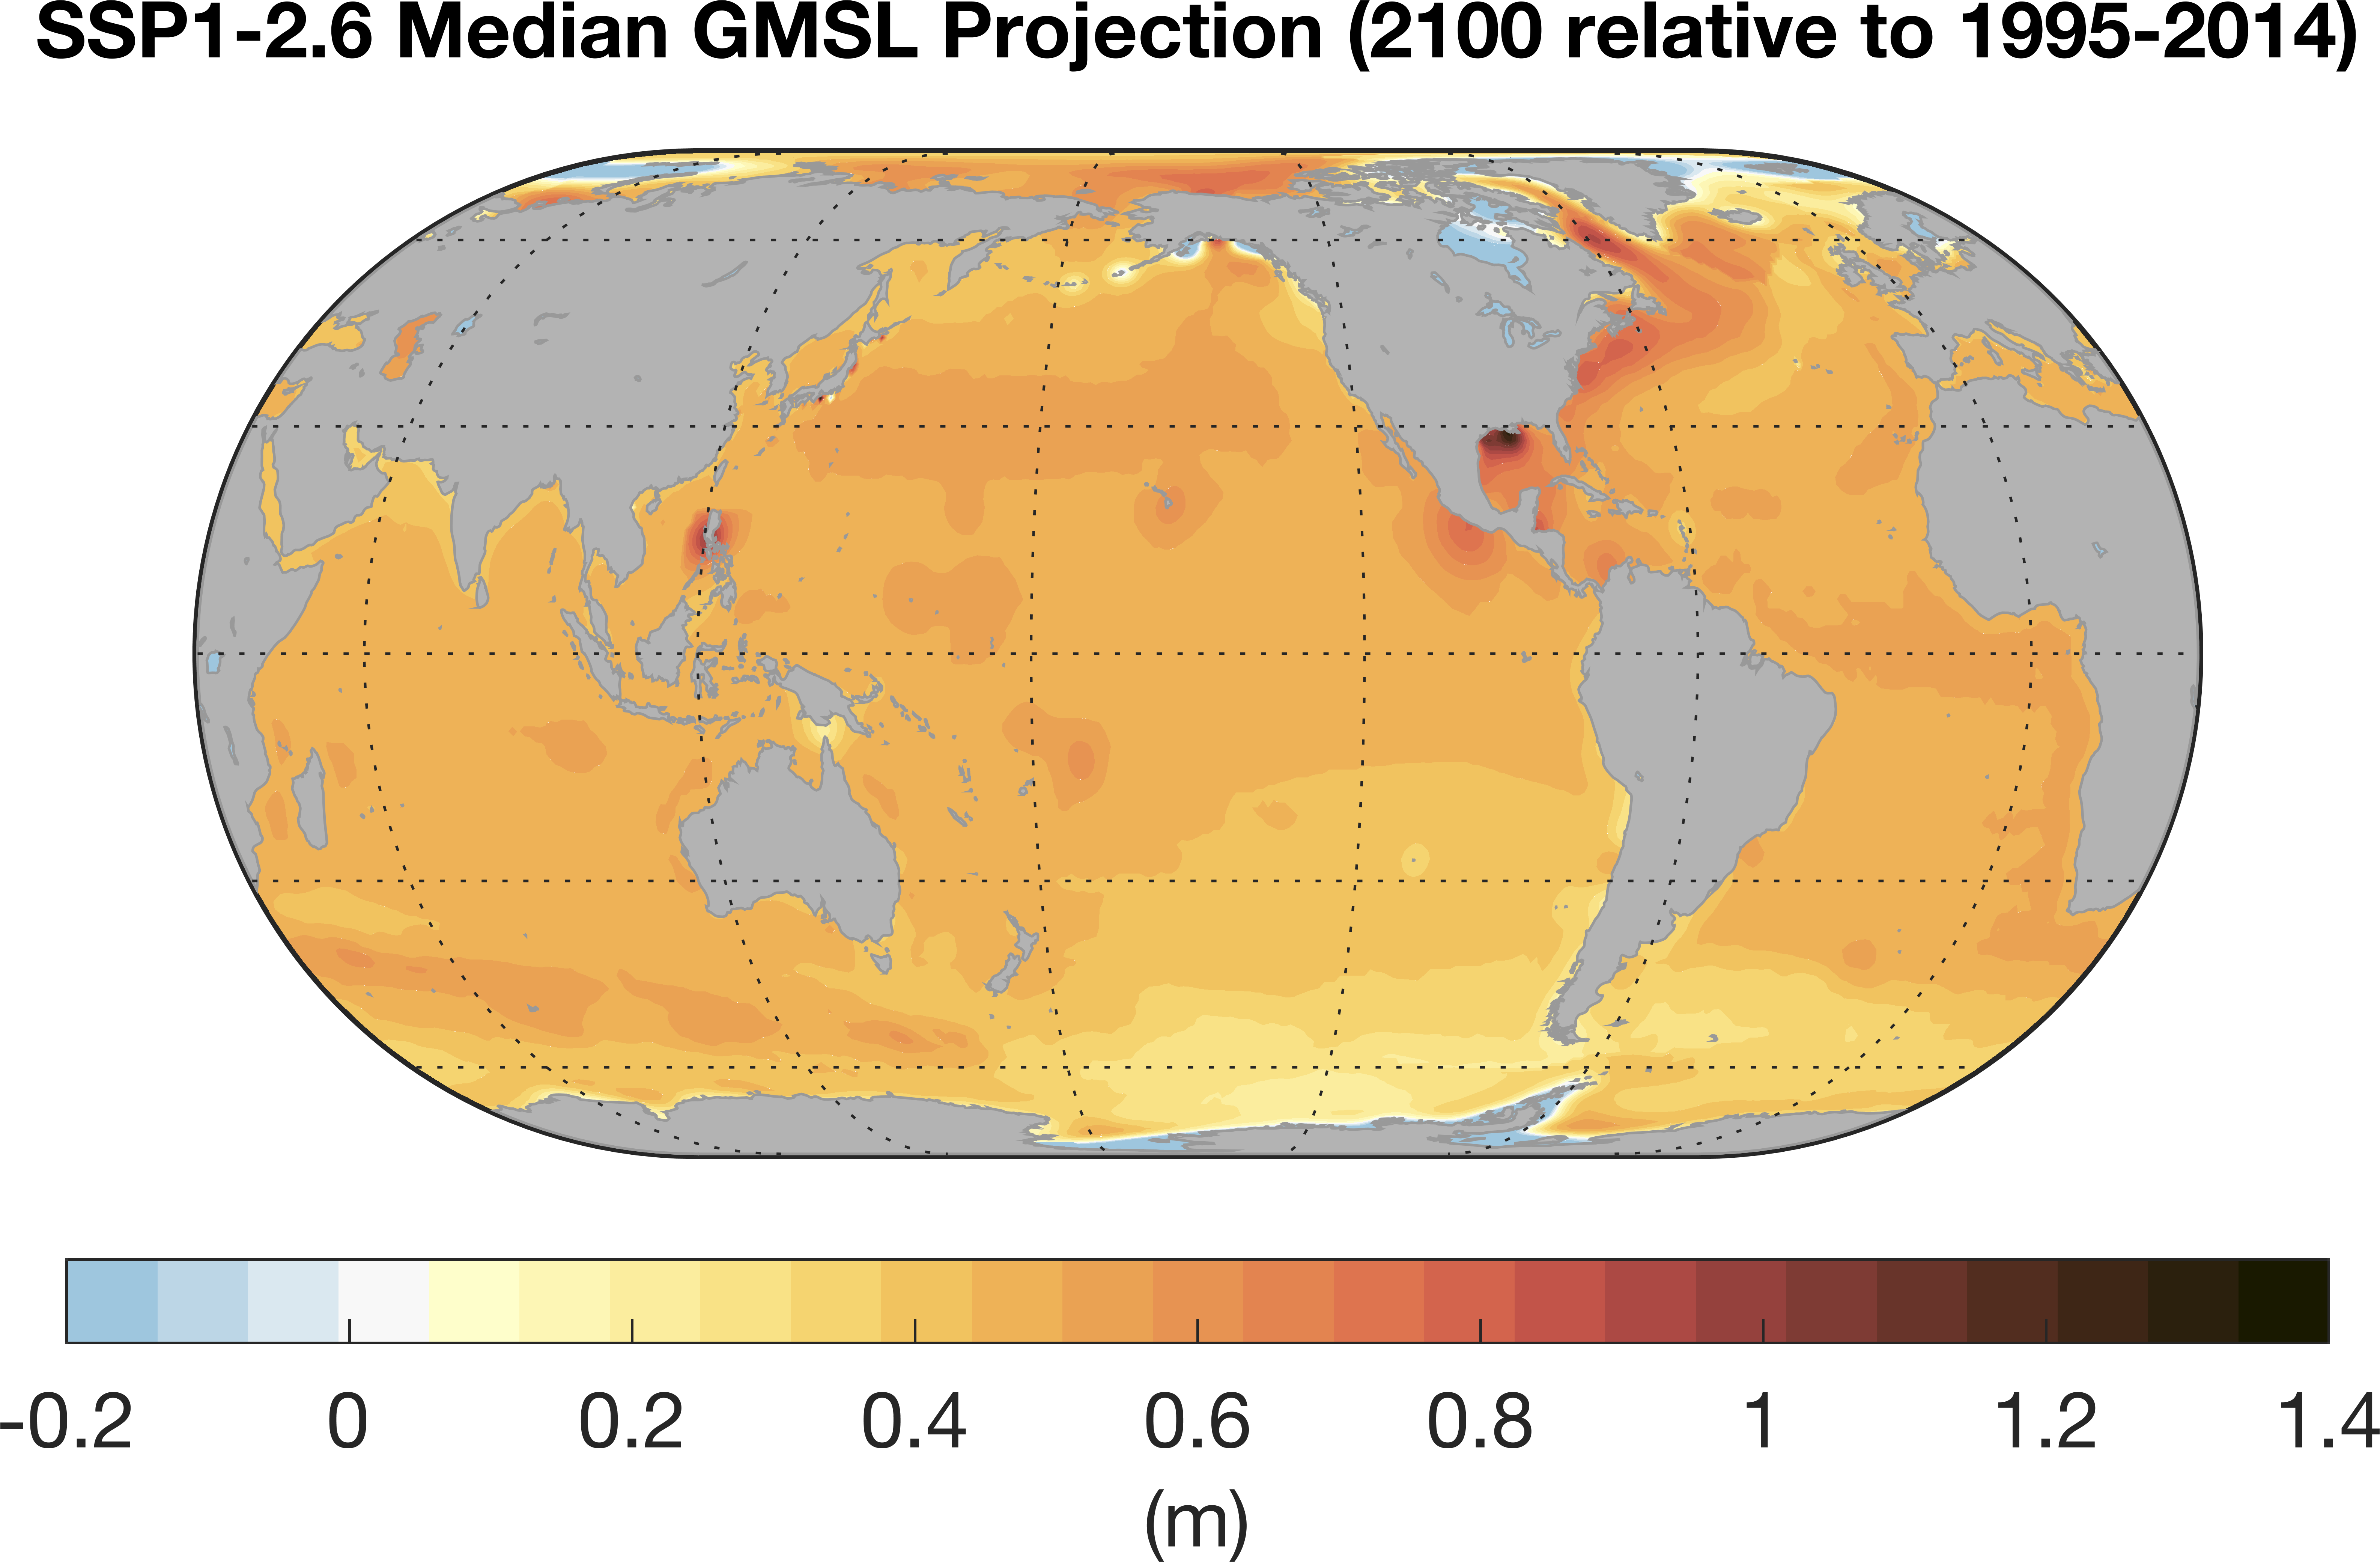 SSP1-2.6 Median GMSL Projection (2100 relative to 1995-2014)
-0.2 0 0.2 0.4 0.6 0.8 1 1.2 1.4
(m)